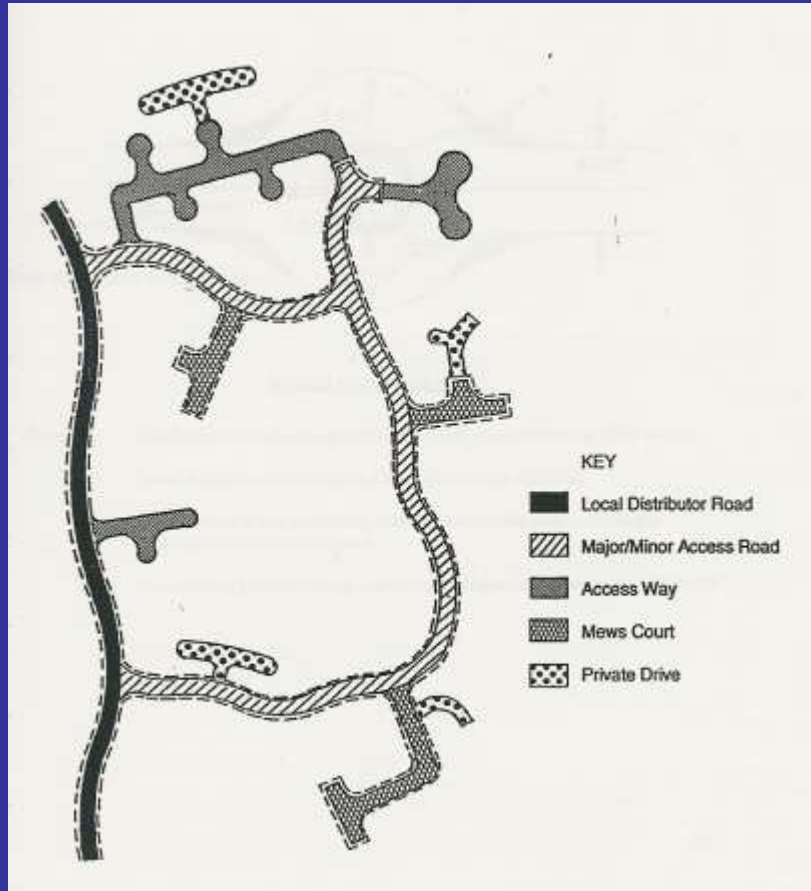 KEY
Local Distributor Road
Major/Minor Access Road
Access Way
Mews Court
Private Drive